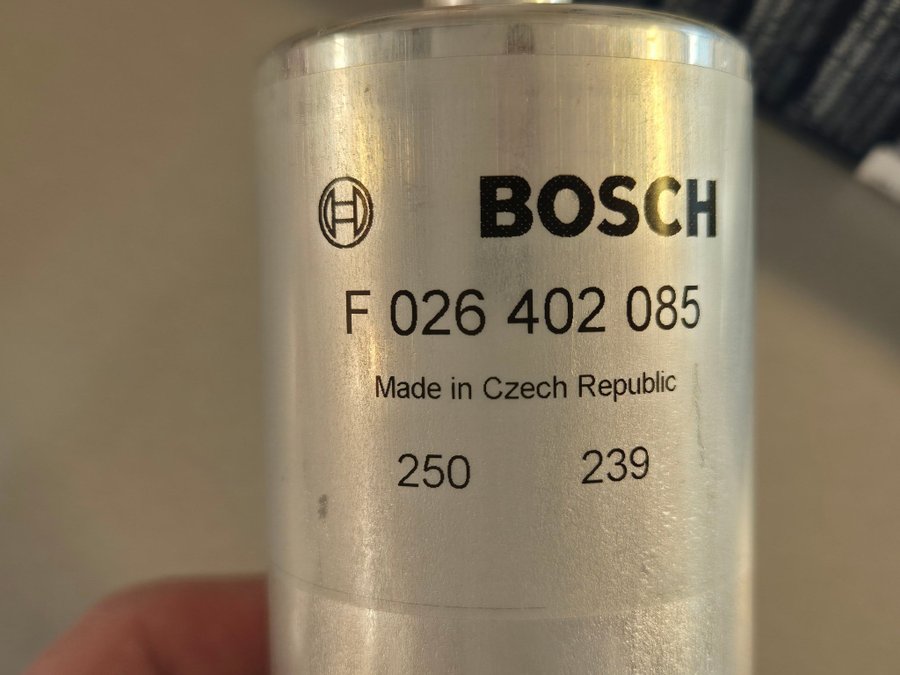 BOSCH
F 026 402 085
Made in Czech Republic
250 239